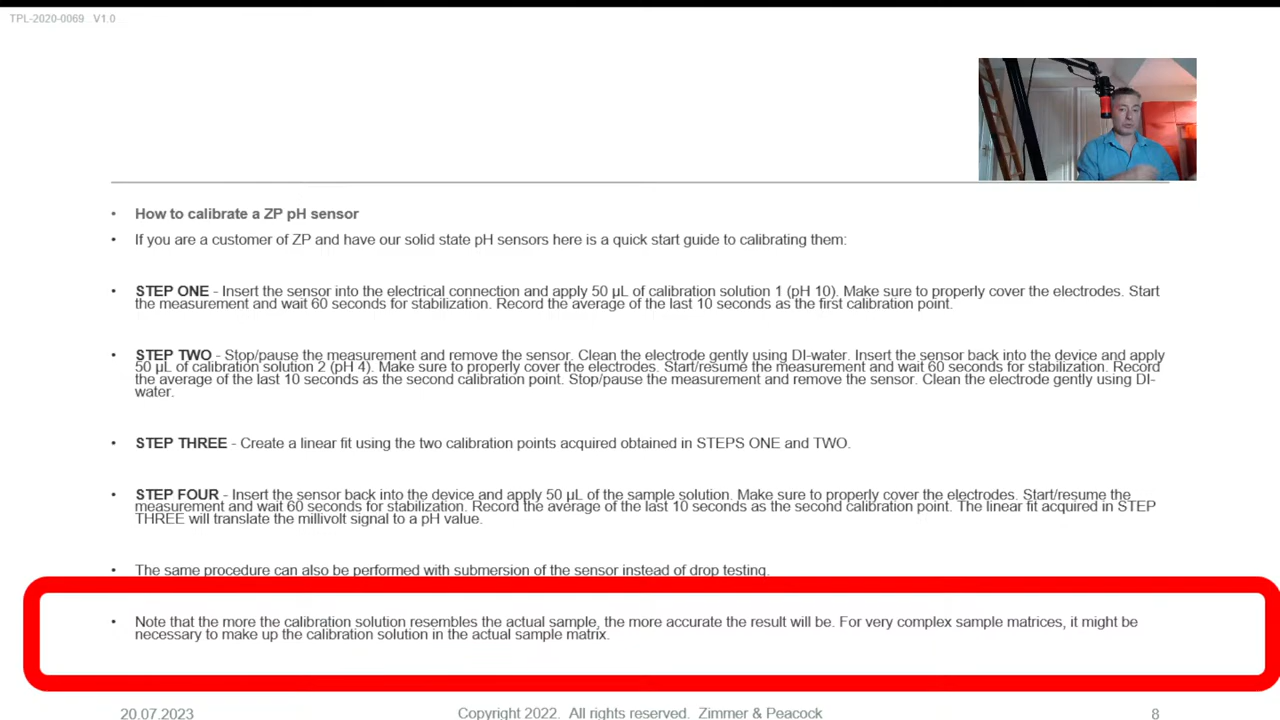 TPL-2020-0069 V1.0
• How to calibrate a ZP pH sensor
• If you are a customer of ZP and have our solid state pH sensors here is a quick start guide to calibrating them:
• STEP ONE - Insert the sensor into the electrical connection and apply 50 µL of calibration solution 1 (pH 10). Make sure to properly cover the electrodes. Start
the measurement and wait 60 seconds for stabilization. Record the average of the last 10 seconds as the first calibration point.
• STEP TWO - Stop/pause the measurement and remove the sensor. Clean the electrode gently using DI-water. Insert the sensor back into the device and apply
50 µL of calibration solution 2 (pH 4). Make sure to properly cover the electrodes. Start/resume the measurement and wait 60 seconds for stabilization. Record
the average of the last 10 seconds as the second calibration point. Stop/pause the measurement and remove the sensor. Clean the electrode gently using DI-
water.
• STEP THREE - Create a linear fit using the two calibration points acquired obtained in STEPS ONE and TWO.
• STEP FOUR - Insert the sensor back into the device and apply 50 µL of the sample solution. Make sure to properly cover the electrodes. Start/resume the
measurement and wait 60 seconds for stabilization. Record the average of the last 10 seconds as the second calibration point. The linear fit acquired in STEP
THREE will translate the millivolt signal to a pH value.
• The same procedure can also be performed with submersion of the sensor instead of drop testing.
• Note that the more the calibration solution resembles the actual sample, the more accurate the result will be. For very complex sample matrices, it might be
necessary to make up the calibration solution in the actual sample matrix.
20.07.2023
Copyright 2022. All rights reserved. Zimmer & Peacock
8